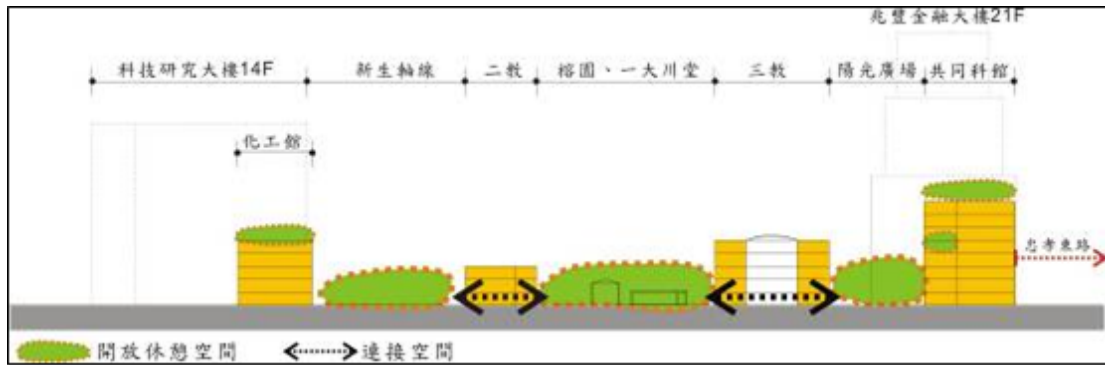 兆豐金融大樓21F
科技研究大樓14F 新生軸線 二教 榕園、一大川堂 三教 陽光廣場 共同科館
化工館
忠孝東路
開放休憩空間 連接空間